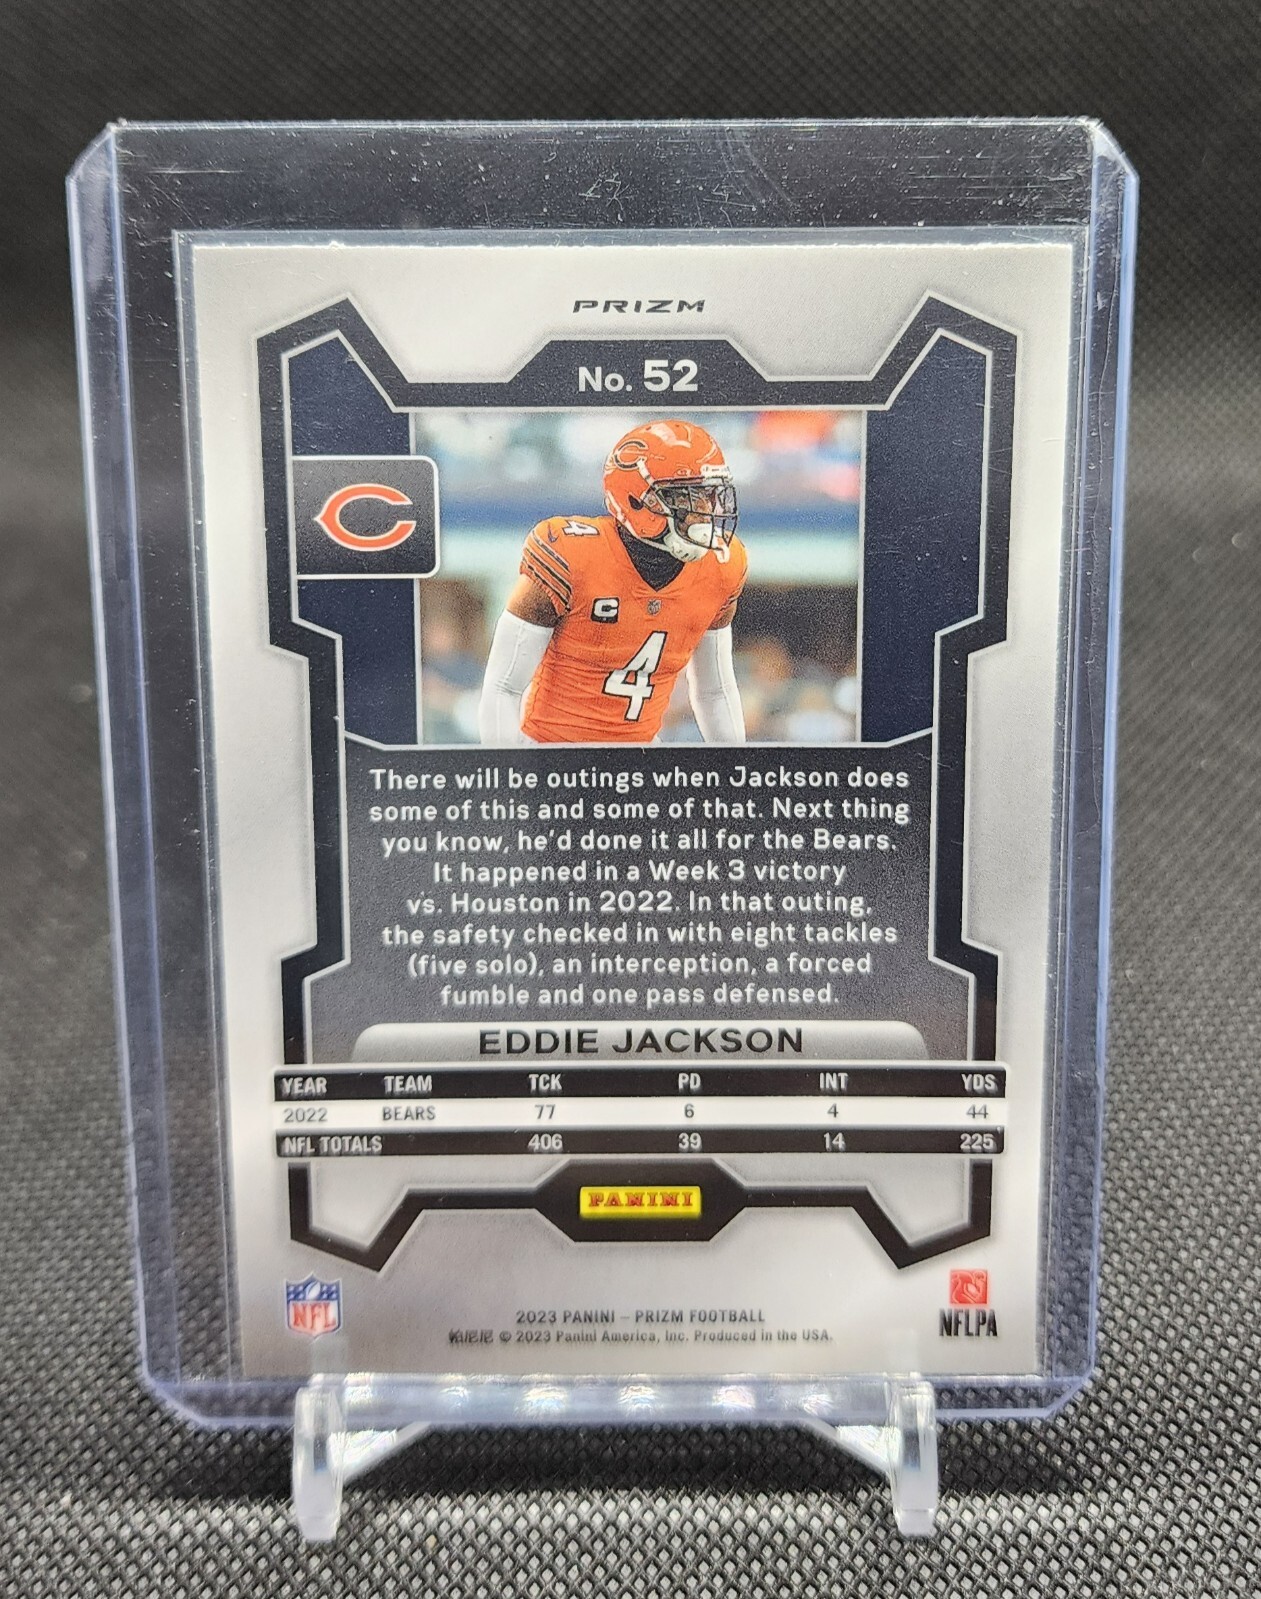 PRIZM
No. 52
C
4
C
4
There will be outings when Jackson does
some of this and some of that. Next thing
you know, he'd done it all for the Bears.
It happened in a Week 3 victory
vs. Houston in 2022. In that outing,
the safety checked in with eight tackles
(five solo), an interception, a forced
fumble and one pass defensed.
EDDIE JACKSON
YEAR TEAM TCK PD INT YDS
2022 BEARS 77 6 4 44
NFL TOTALS 406 39 14 225
PANINI
NFL
2023 PANINI – PRIZM FOOTBALL
帕尼尼 © 2023 Panini America, Inc. Produced in the USA.
NFLPA